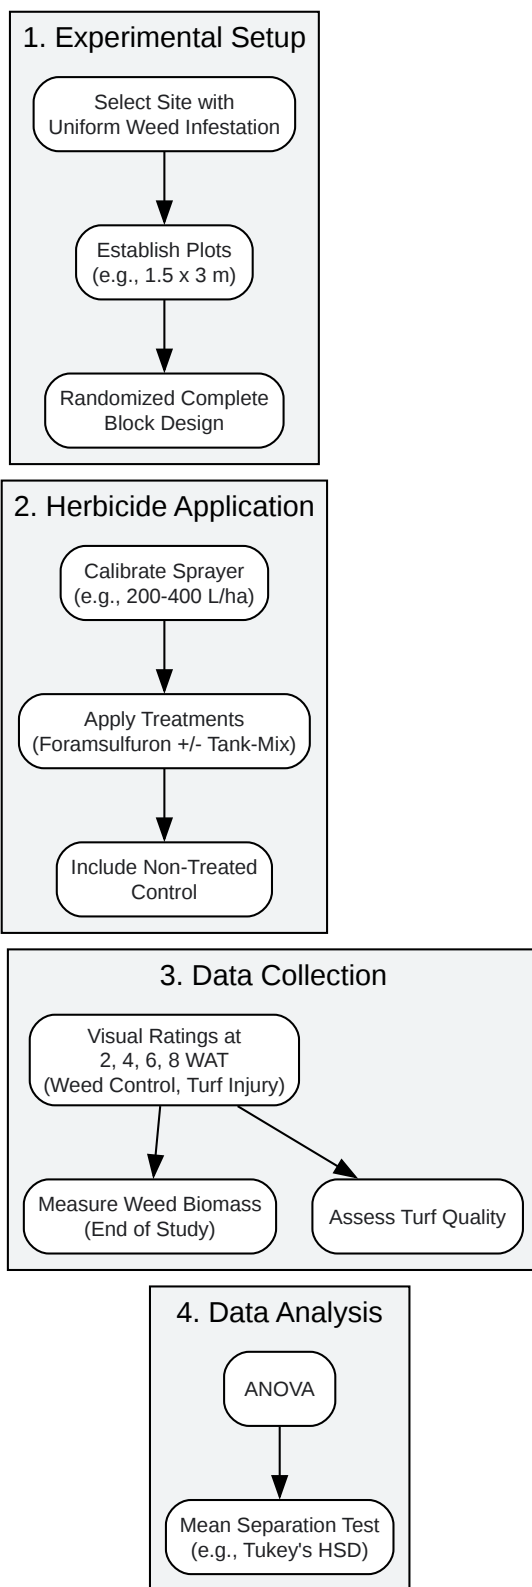 1. Experimental Setup
Select Site with
Uniform Weed Infestation
Establish Plots
(e.g., 1.5 x 3 m)
Randomized Complete
Block Design
2. Herbicide Application
Calibrate Sprayer
(e.g., 200-400 L/ha)
Apply Treatments
(Foramsulfuron +/- Tank-Mix)
Include Non-Treated
Control
3. Data Collection
Visual Ratings at
2, 4, 6, 8 WAT
(Weed Control, Turf Injury)
Measure Weed Biomass
(End of Study)
Assess Turf Quality
4. Data Analysis
ANOVA
Mean Separation Test
(e.g., Tukey's HSD)